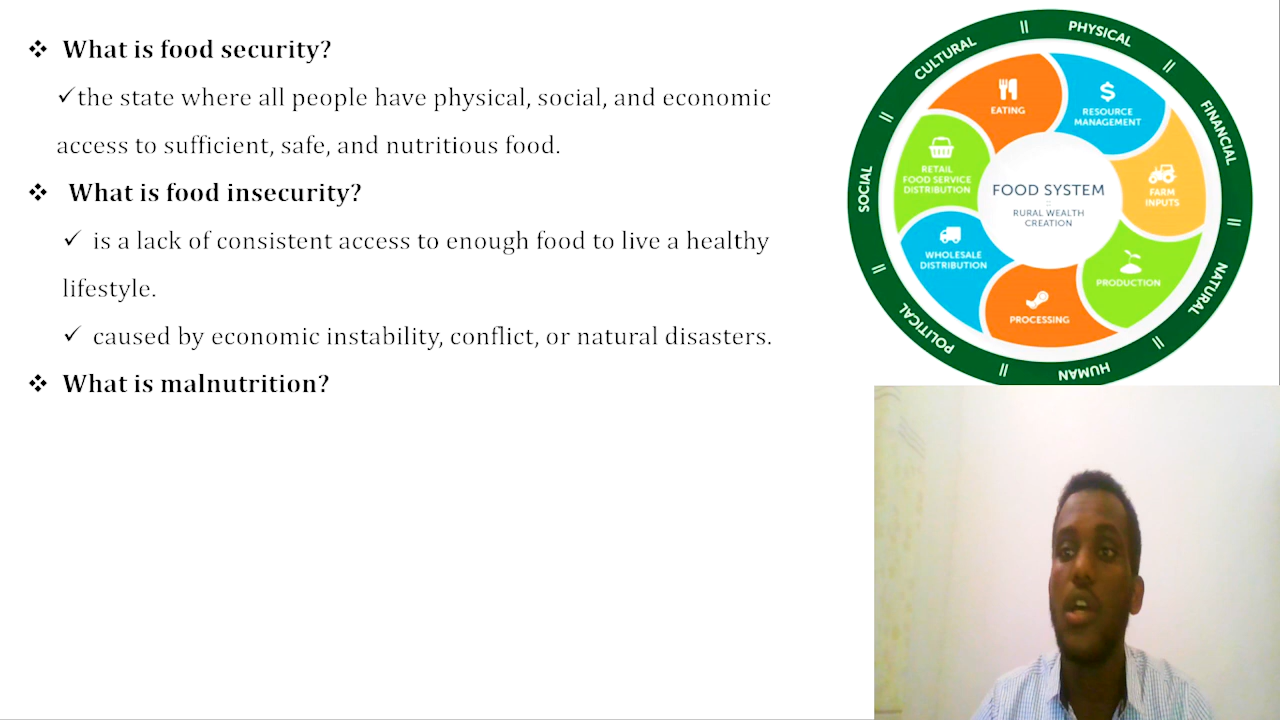 ❖ What is food security?
✓the state where all people have physical, social, and economic
access to sufficient, safe, and nutritious food.
❖ What is food insecurity?
✓ is a lack of consistent access to enough food to live a healthy
lifestyle.
✓ caused by economic instability, conflict, or natural disasters.
❖ What is malnutrition?
CULTURAL
PHYSICAL
FINANCIAL
NATURAL
HUMAN
POLITICAL
SOCIAL
EATING
RESOURCE
MANAGEMENT
FARM
INPUTS
PRODUCTION
PROCESSING
WHOLESALE
DISTRIBUTION
RETAIL
FOOD SERVICE
DISTRIBUTION
FOOD SYSTEM
::
RURAL WEALTH
CREATION